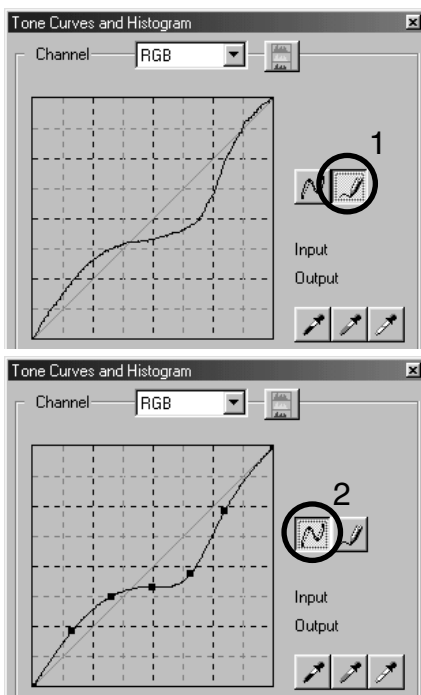 Tone Curves and Histogram
Channel RGB
1
Input
Output
Tone Curves and Histogram
Channel RGB
2
Input
Output